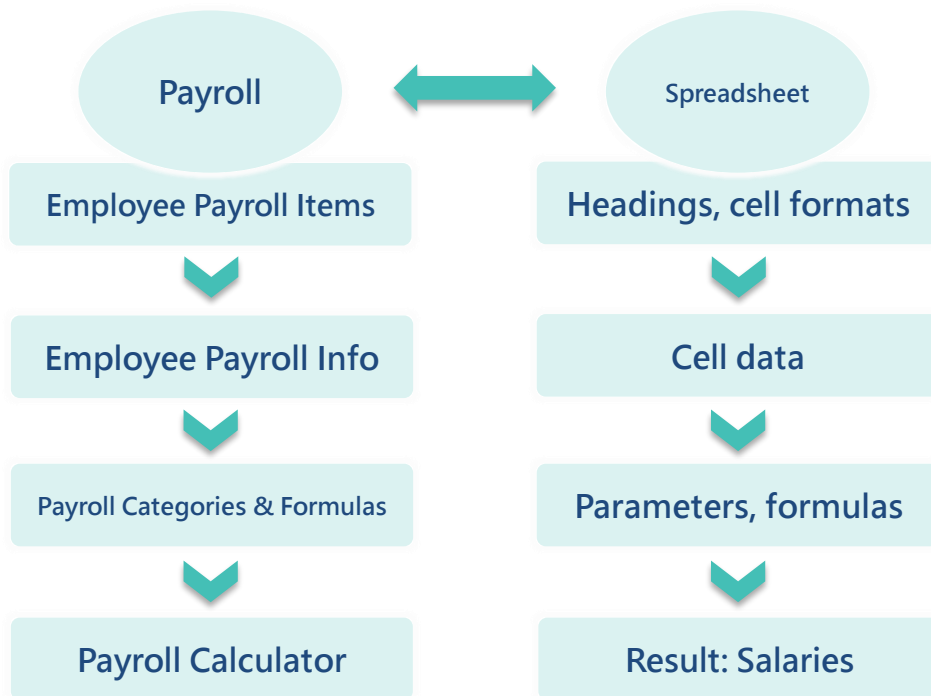 Payroll
Spreadsheet
Employee Payroll Items
Headings, cell formats
Employee Payroll Info
Cell data
Payroll Categories & Formulas
Parameters, formulas
Payroll Calculator
Result: Salaries